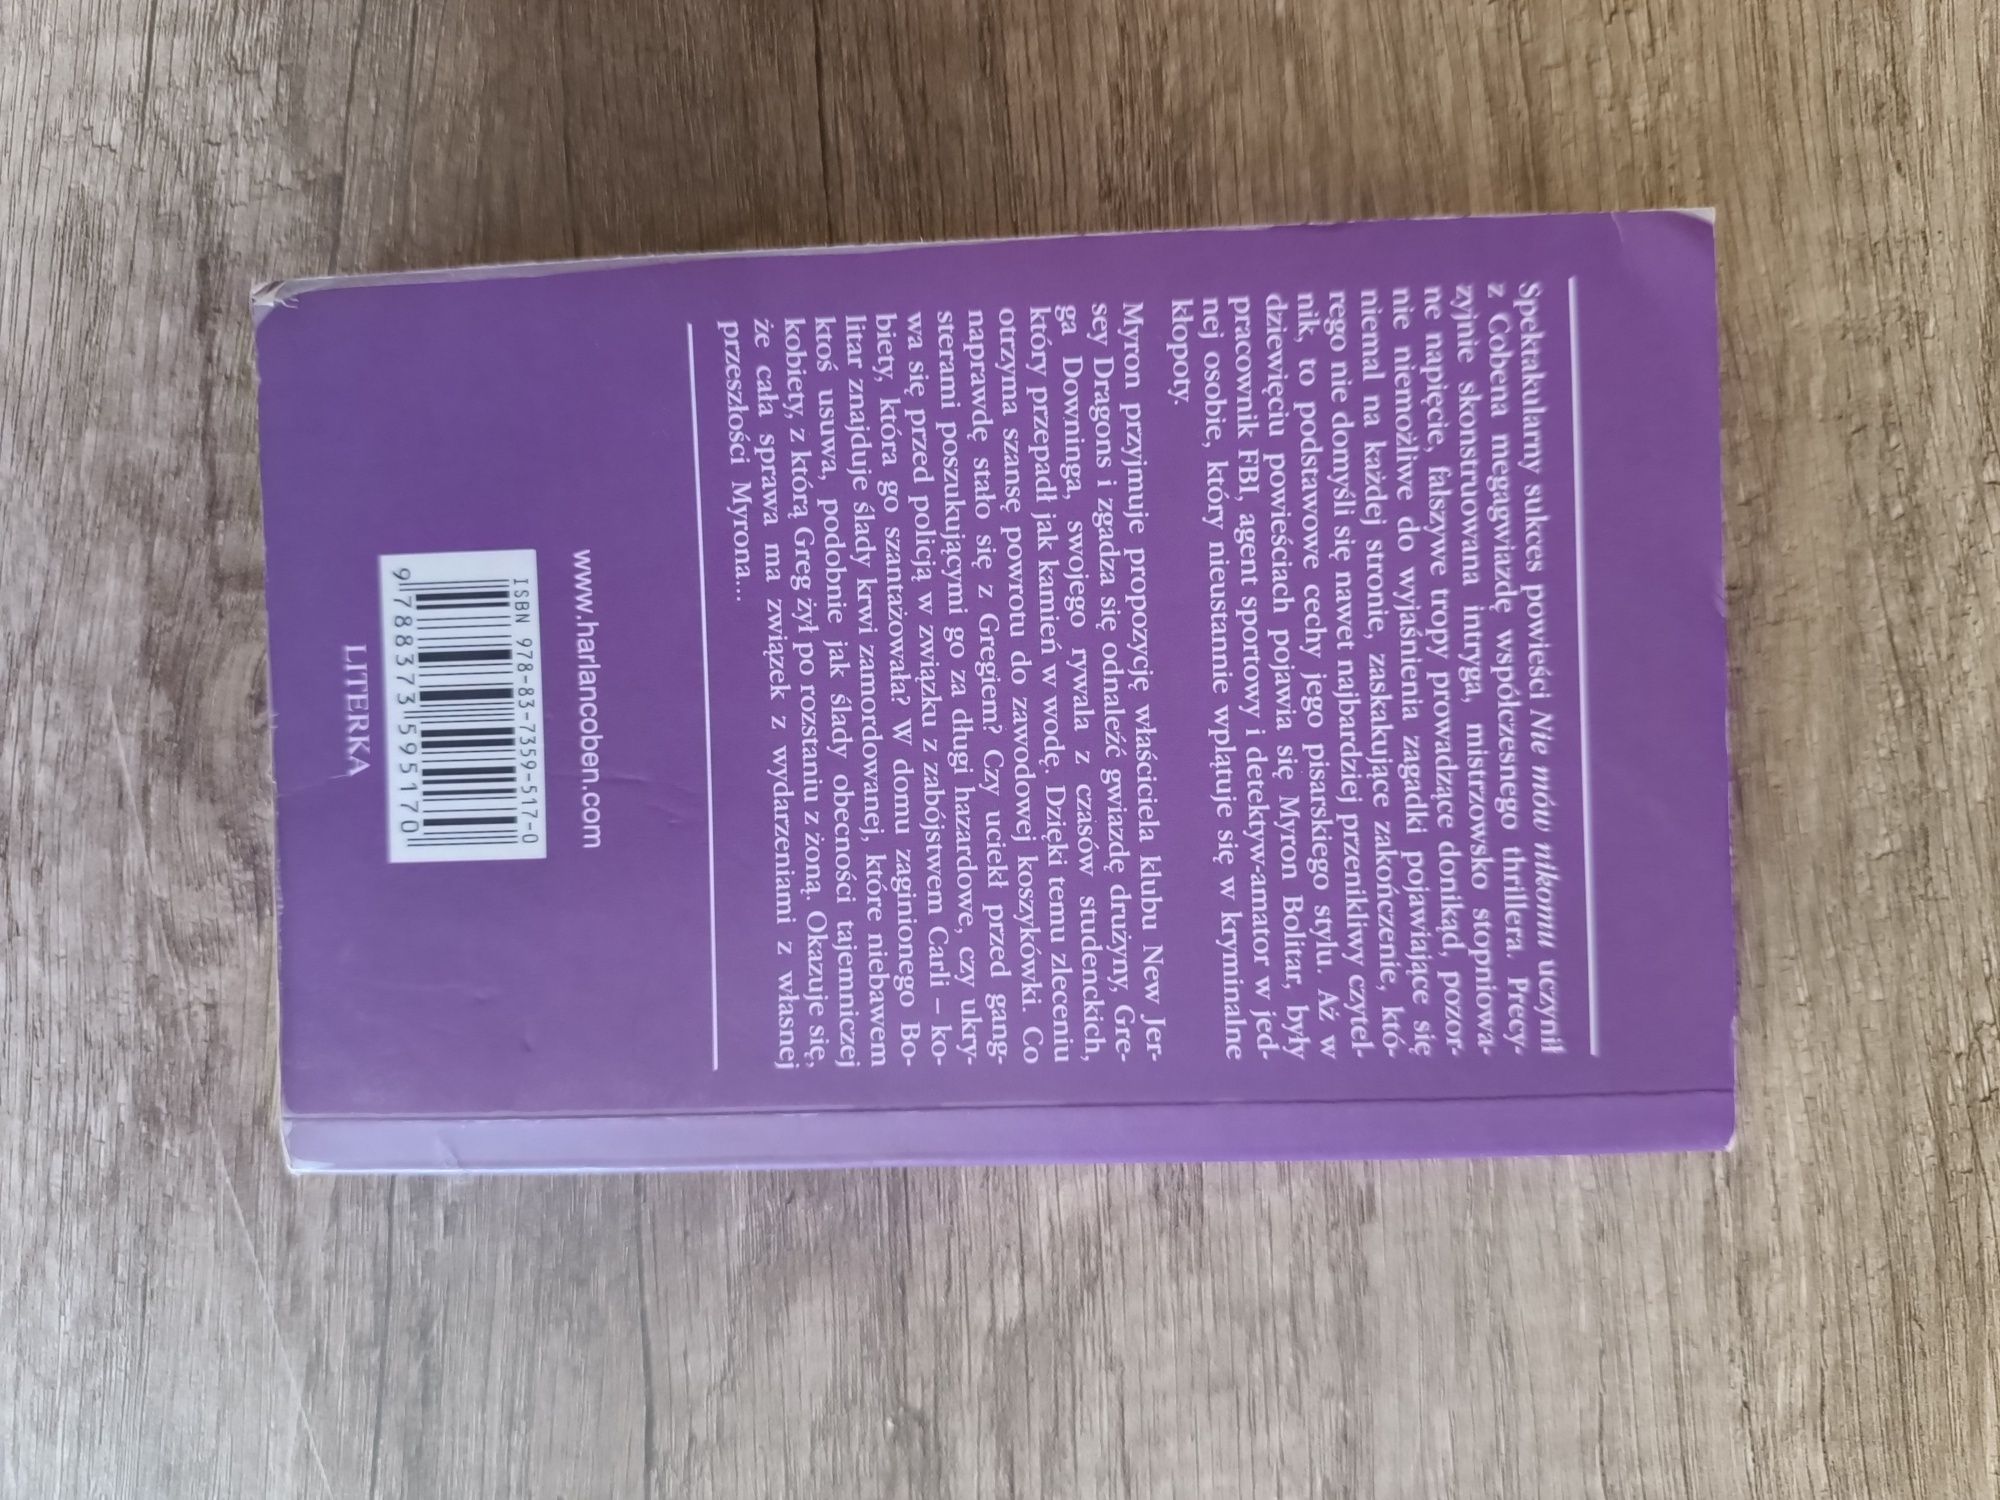 Spektakularny sukces powieści Nie mów nikomu uczynił
z Cobena megagwiazdę współczesnego thrillera. Precy-
zyjnie skonstruowana intryga, mistrzowsko stopniowa-
ne napięcie, fałszywe tropy prowadzące donikąd, pozor-
nie niemożliwe do wyjaśnienia zagadki pojawiające się
niemal na każdej stronie, zaskakujące zakończenie, któ-
rego nie domyśli się nawet najbardziej przenikliwy czytel-
nik, to podstawowe cechy jego pisarskiego stylu. Aż w
dziewięciu powieściach pojawia się Myron Bolitar, były
pracownik FBI, agent sportowy i detektyw-amator w jed-
nej osobie, który nieustannie wplątuje się w kryminalne
kłopoty.
Myron przyjmuje propozycję właściciela klubu New Jer-
sey Dragons i zgadza się odnaleźć gwiazdę drużyny, Gre-
ga Downinga, swojego rywala z czasów studenckich,
który przepadł jak kamień w wodę. Dzięki temu zleceniu
otrzyma szansę powrotu do zawodowej koszykówki. Co
naprawdę stało się z Gregiem? Czy uciekł przed gang-
sterami poszukującymi go za długi hazardowe, czy ukry-
wa się przed policją w związku z zabójstwem Carli – ko-
biety, która go szantażowała? W domu zaginionego Bo-
litar znajduje ślady krwi zamordowanej, które niebawem
ktoś usuwa, podobnie jak ślady obecności tajemniczej
kobiety, z którą Greg żył po rozstaniu z żoną. Okazuje się,
że cała sprawa ma związek z wydarzeniami z własnej
przeszłości Myrona...
www.harlancoben.com
ISBN 978-83-7359-517-0
9 788373 595170
LITERKA